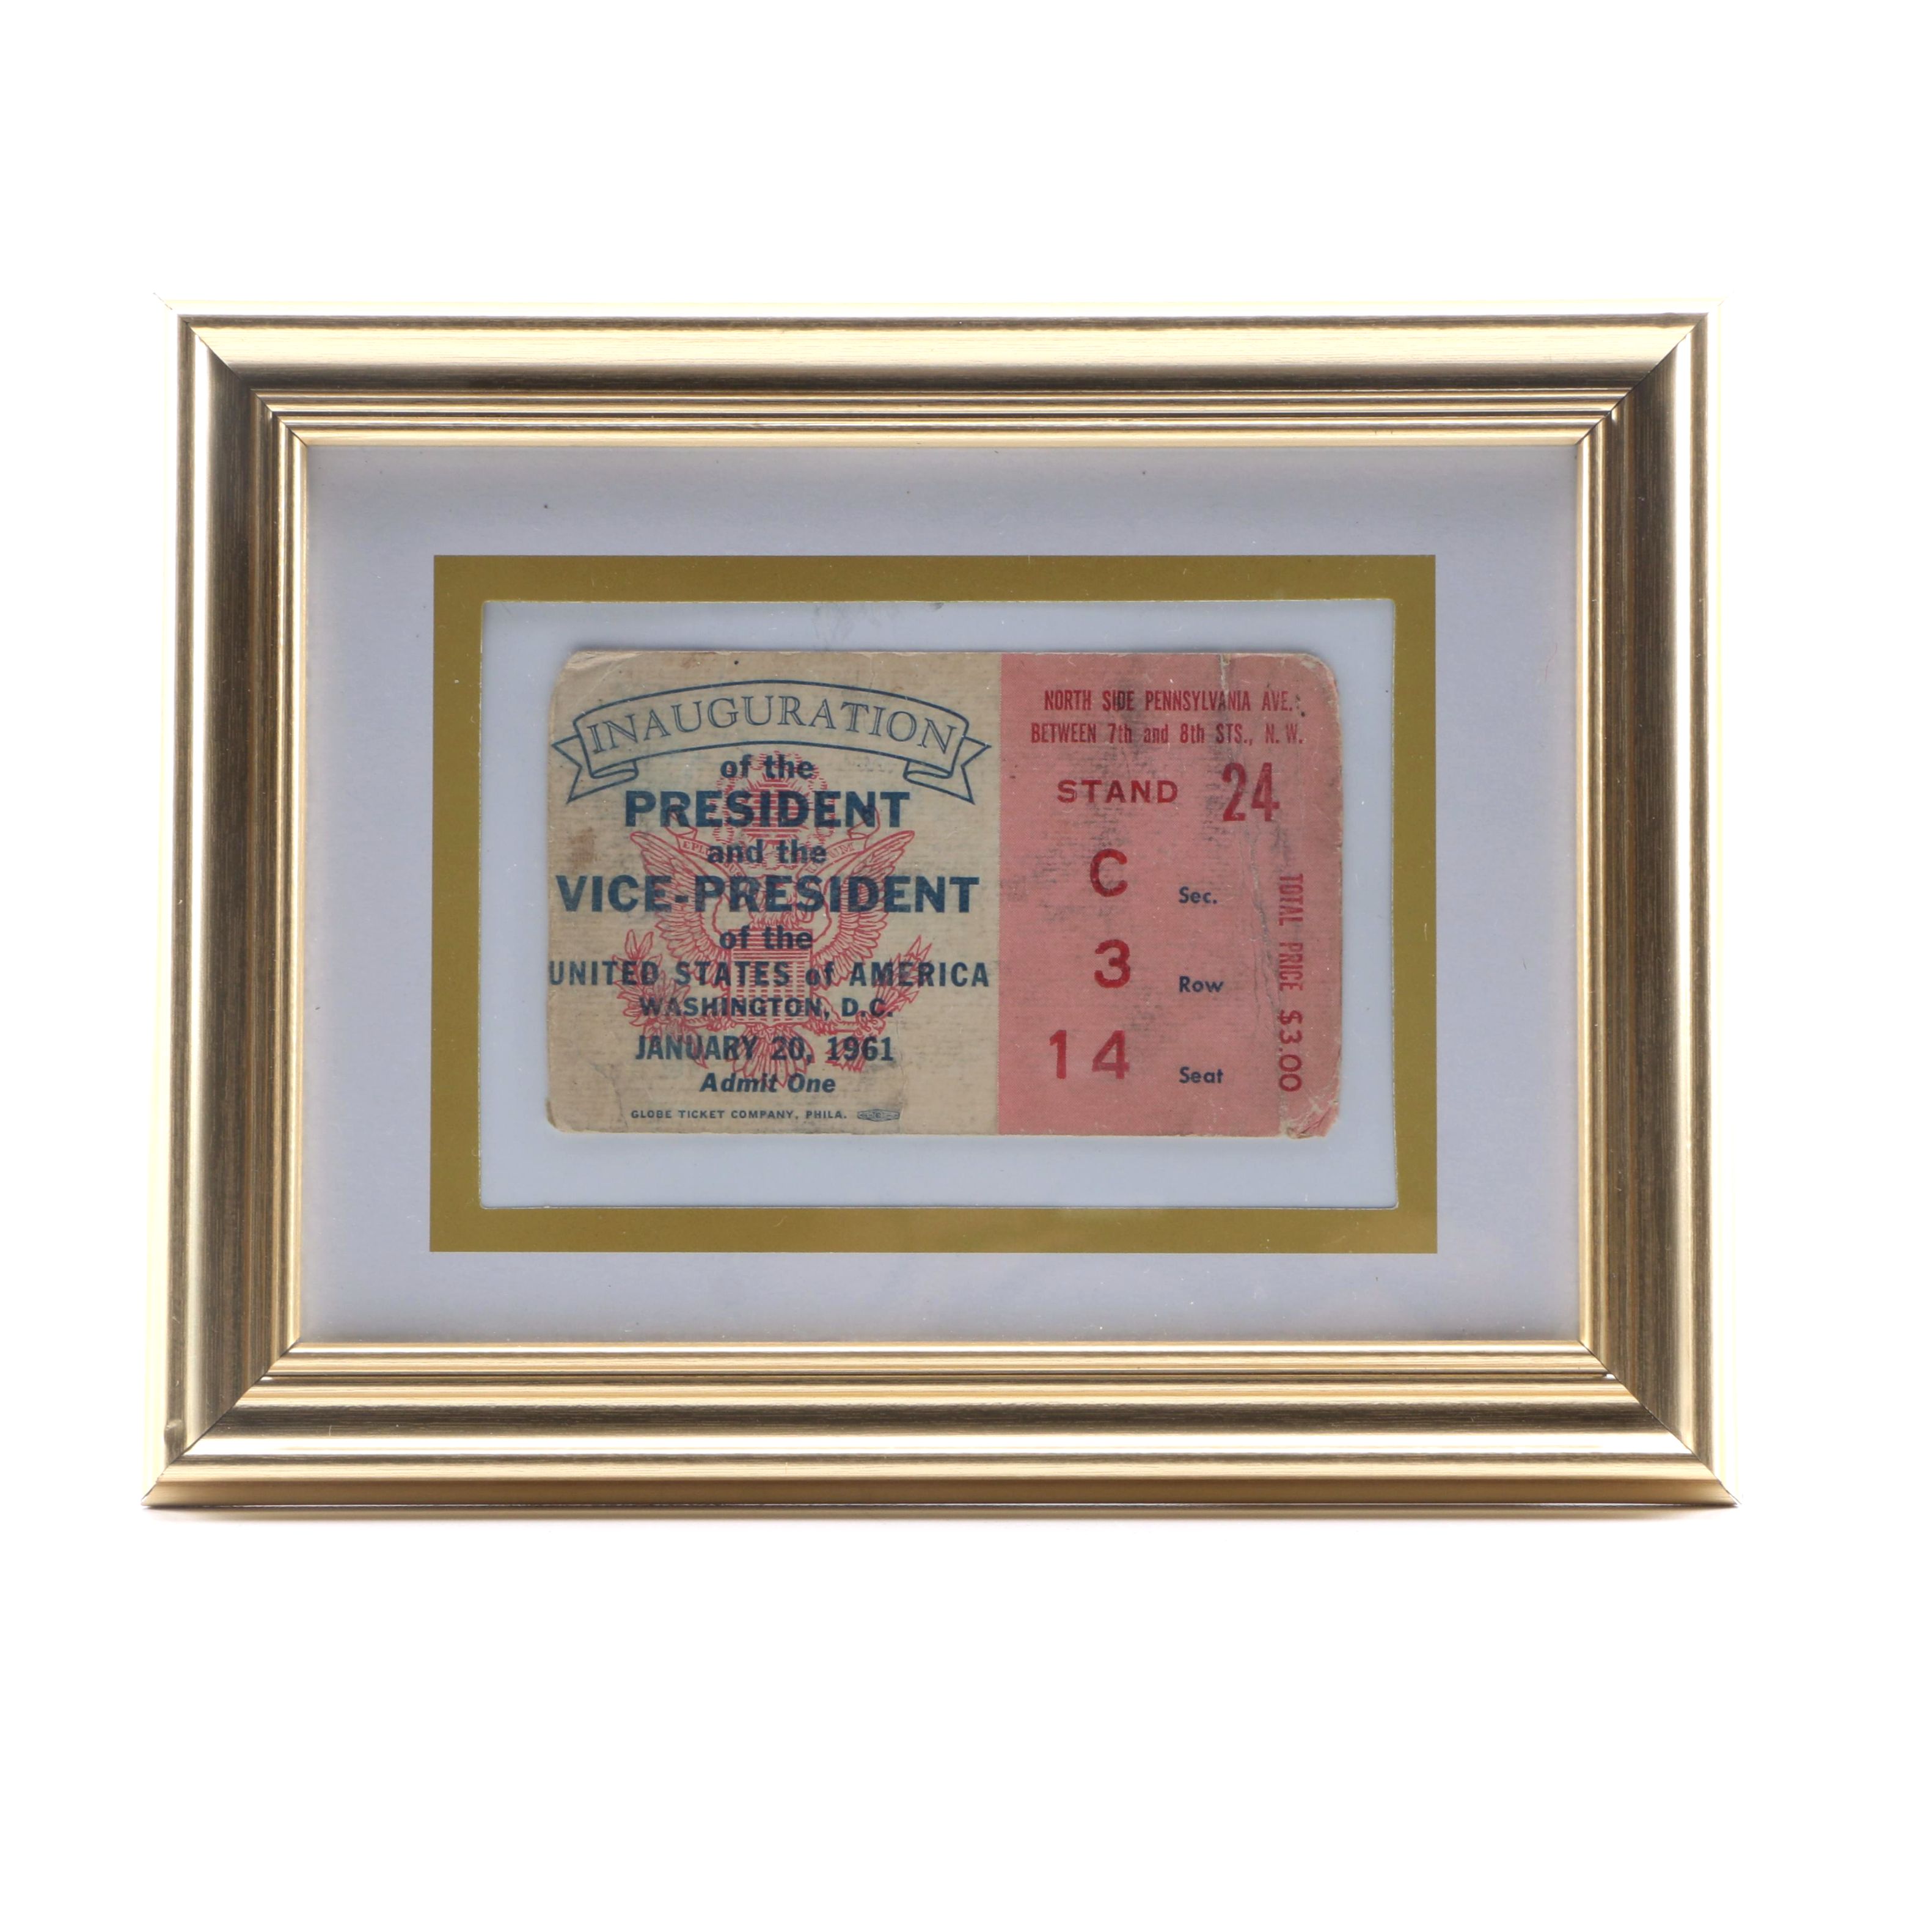 INAUGURATION
of the
PRESIDENT
and the
VICE-PRESIDENT
of the
UNITED STATES of AMERICA
WASHINGTON, D.C.
JANUARY 20, 1961
Admit One
GLOBE TICKET COMPANY, PHILA.
NORTH SIDE PENNSYLVANIA AVE.
BETWEEN 7th and 8th STS., N. W.
STAND 24
C Sec.
3 Row
14 Seat
TOTAL PRICE $3.00